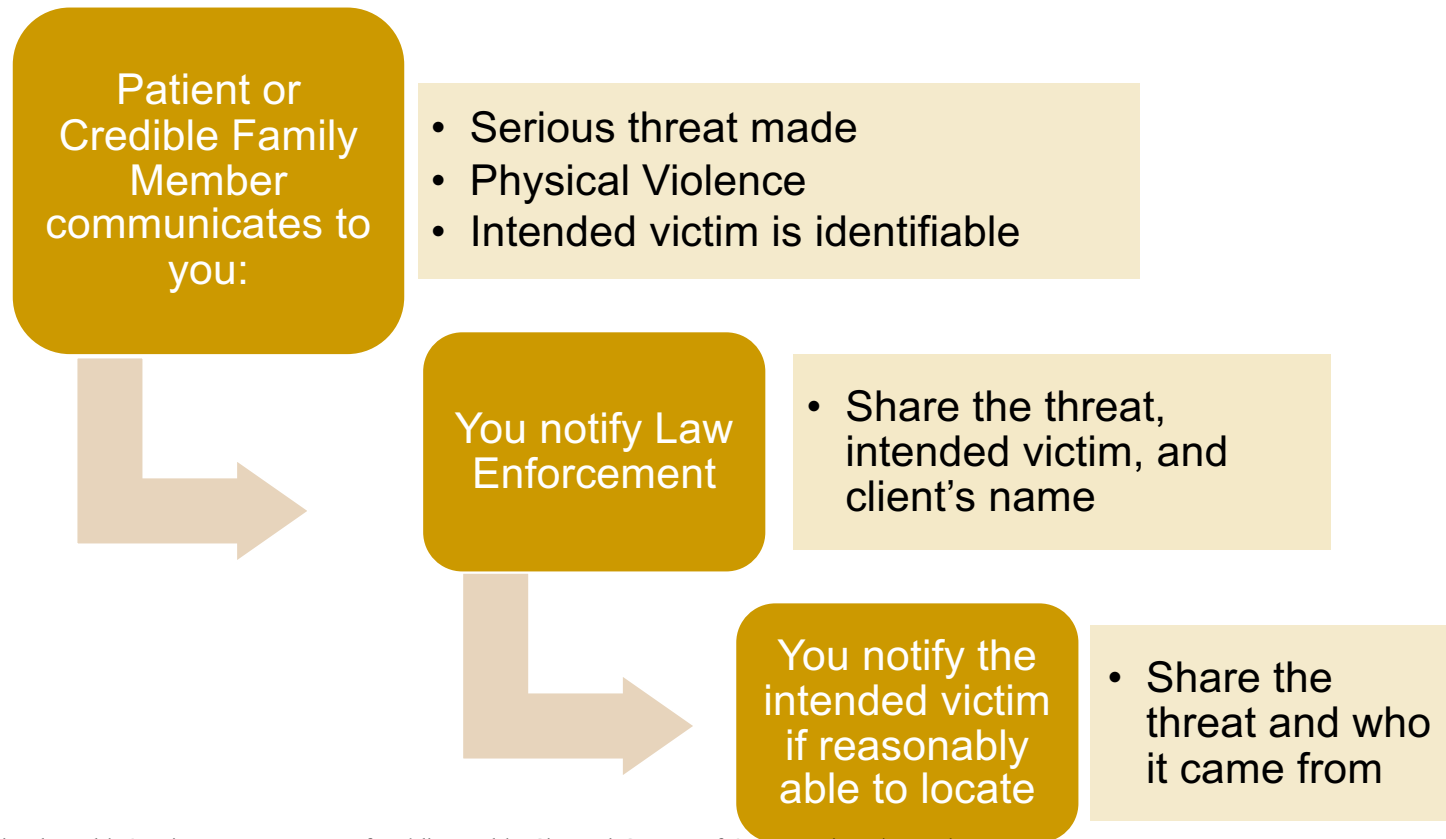 Patient or
Credible Family
Member
communicates to
you:
• Serious threat made
• Physical Violence
• Intended victim is identifiable
You notify Law
Enforcement
• Share the threat,
intended victim, and
client’s name
You notify the
intended victim
if reasonably
able to locate
• Share the
threat and who
it came from